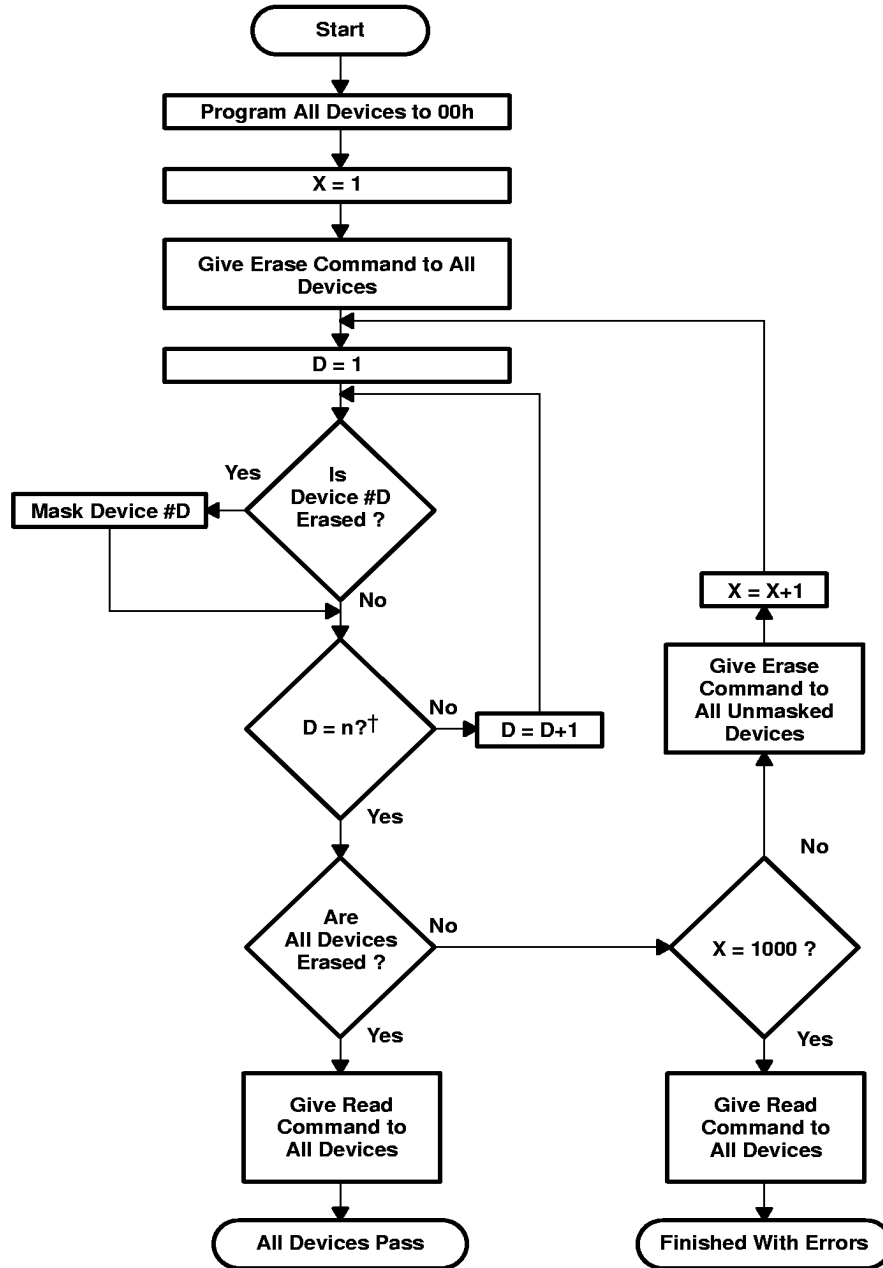 Start
Program All Devices to 00h
X = 1
Give Erase Command to All
Devices
D = 1
Yes
Is
Device #D
Erased ?
Mask Device #D
No
X = X+1
Give Erase
Command to
All Unmasked
Devices
D = n?†
No
D = D+1
Yes
No
Are
All Devices
Erased ?
No
X = 1000 ?
Yes
Yes
Give Read
Command to
All Devices
Give Read
Command to
All Devices
All Devices Pass
Finished With Errors